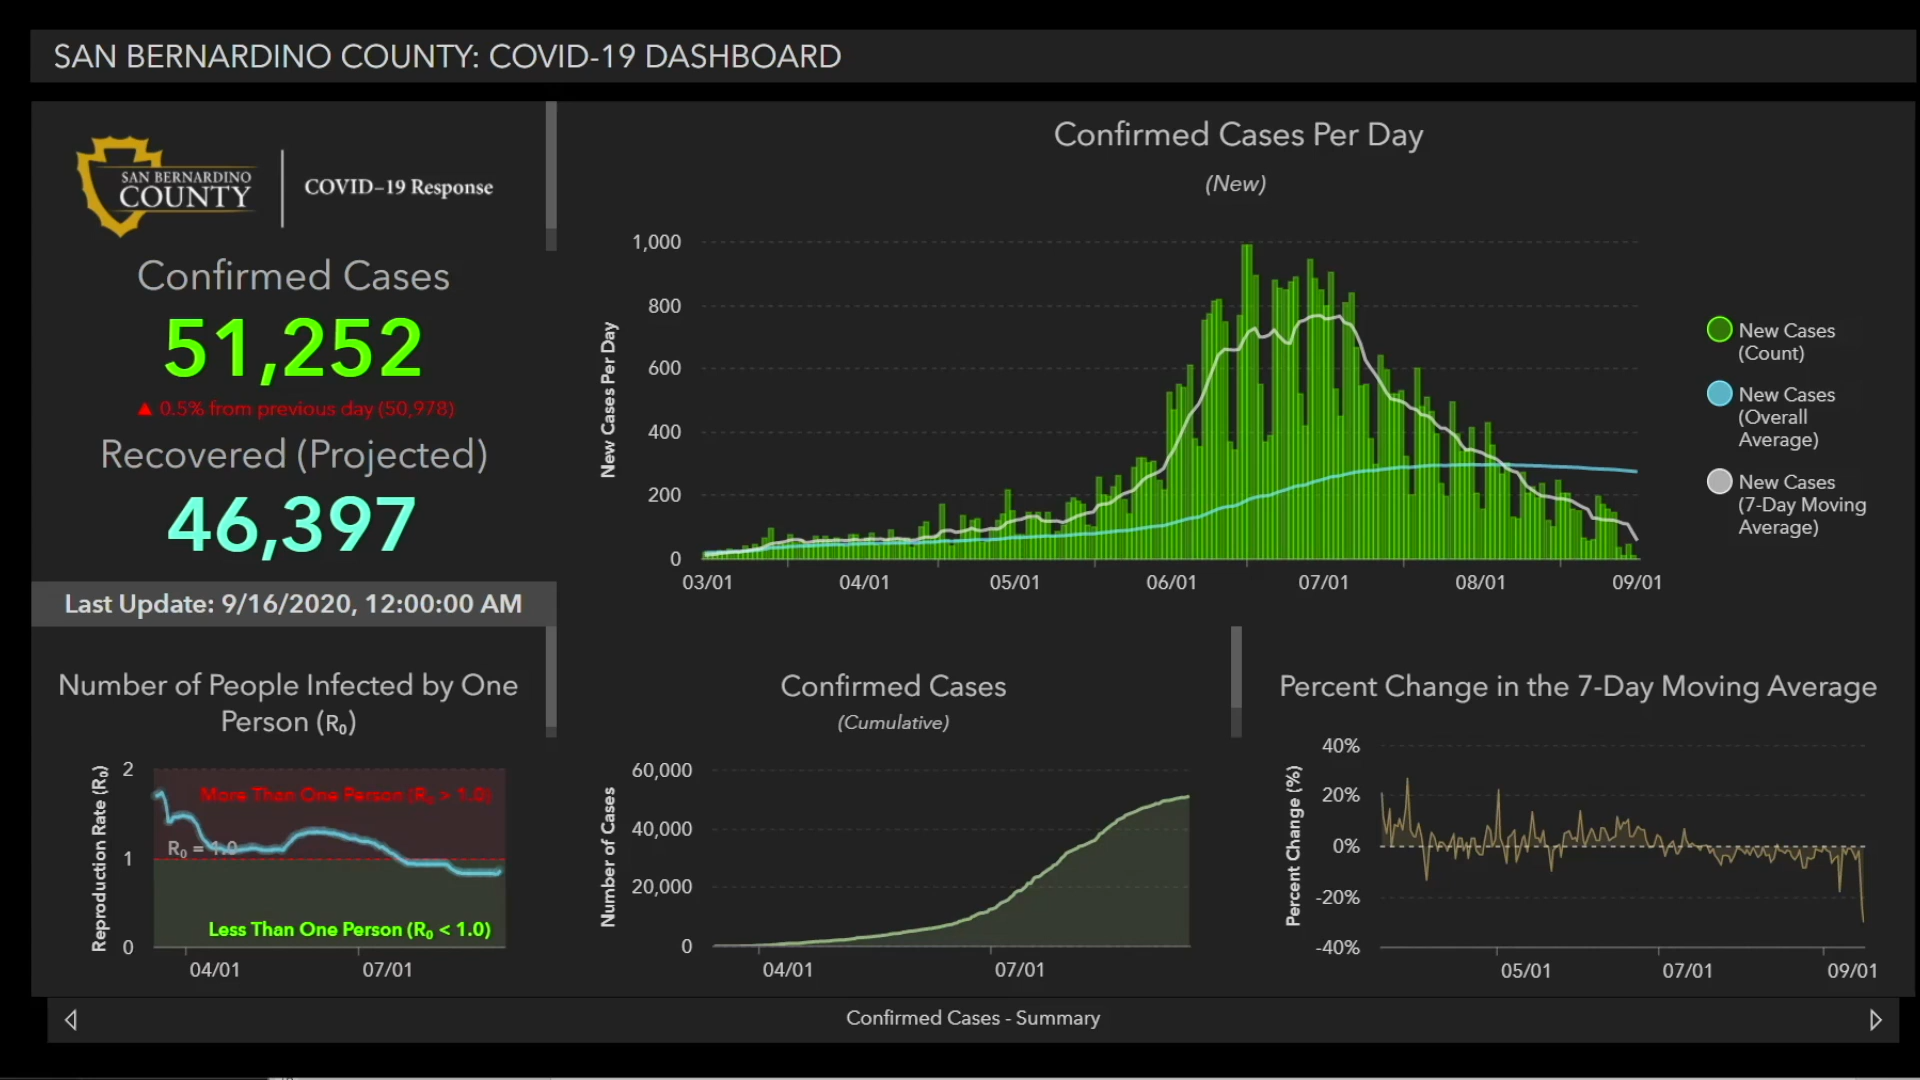 SAN BERNARDINO COUNTY: COVID-19 DASHBOARD
SAN BERNARDINO
COUNTY
COVID-19 Response
Confirmed Cases
51,252
▲ 0.5% from previous day (50,978)
Recovered (Projected)
46,397
Last Update: 9/16/2020, 12:00:00 AM
Confirmed Cases Per Day
(New)
New Cases Per Day
1,000
800
600
400
200
0
03/01 04/01 05/01 06/01 07/01 08/01 09/01
New Cases
(Count)
New Cases
(Overall
Average)
New Cases
(7-Day Moving
Average)
Number of People Infected by One
Person (R₀)
Reproduction Rate (R₀)
2
1
0
More Than One Person (R₀ > 1.0)
R₀ = 1.0
Less Than One Person (R₀ < 1.0)
04/01 07/01
Confirmed Cases
(Cumulative)
Number of Cases
60,000
40,000
20,000
0
04/01 07/01
Percent Change in the 7-Day Moving Average
Percent Change (%)
40%
20%
0%
-20%
-40%
05/01 07/01 09/01
Confirmed Cases - Summary